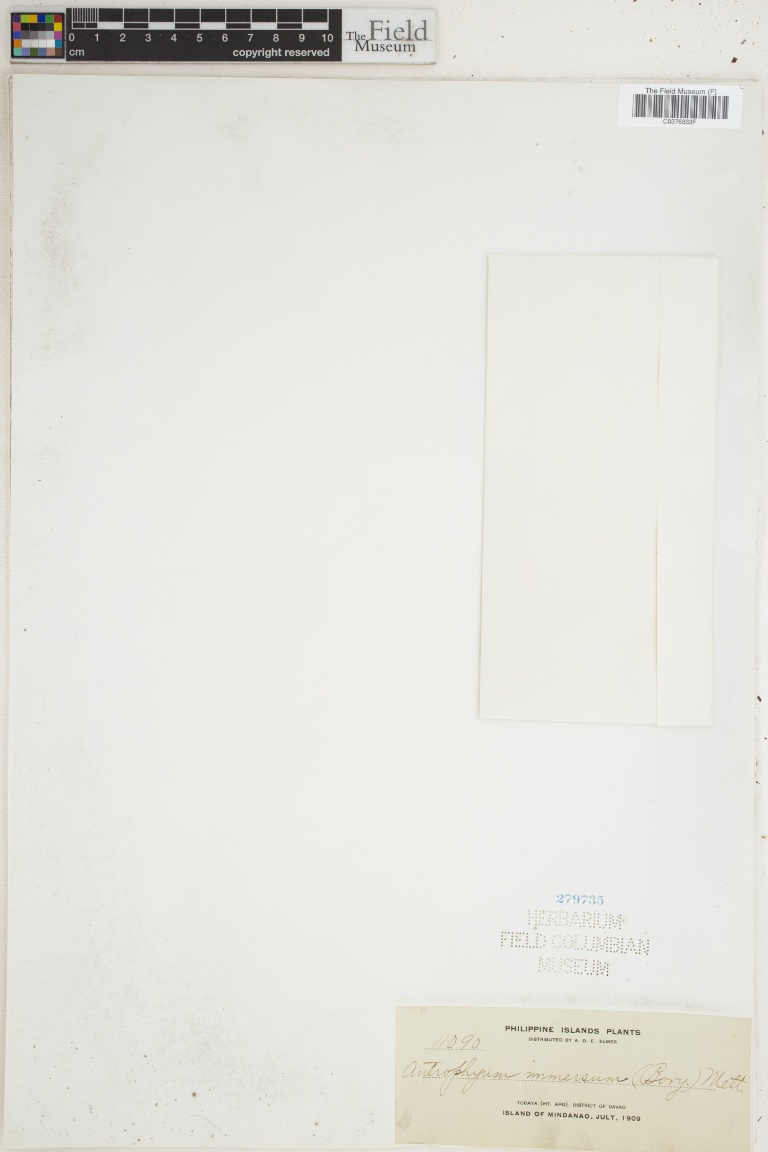 0 1 2 3 4 5 6 7 8 9 10
cm
copyright reserved
The Field
Museum
The Field Museum (F)
C0376333F
279735
HERBARIUM
FIELD COLUMBIAN
MUSEUM
PHILIPPINE ISLANDS PLANTS
DISTRIBUTED BY A. D. E. ELMER
11090
Antrophyum immersum (Bory.) Mett.
TODAYA (MT. APO), DISTRICT OF DAVAO
ISLAND OF MINDANAO, JULY, 1909